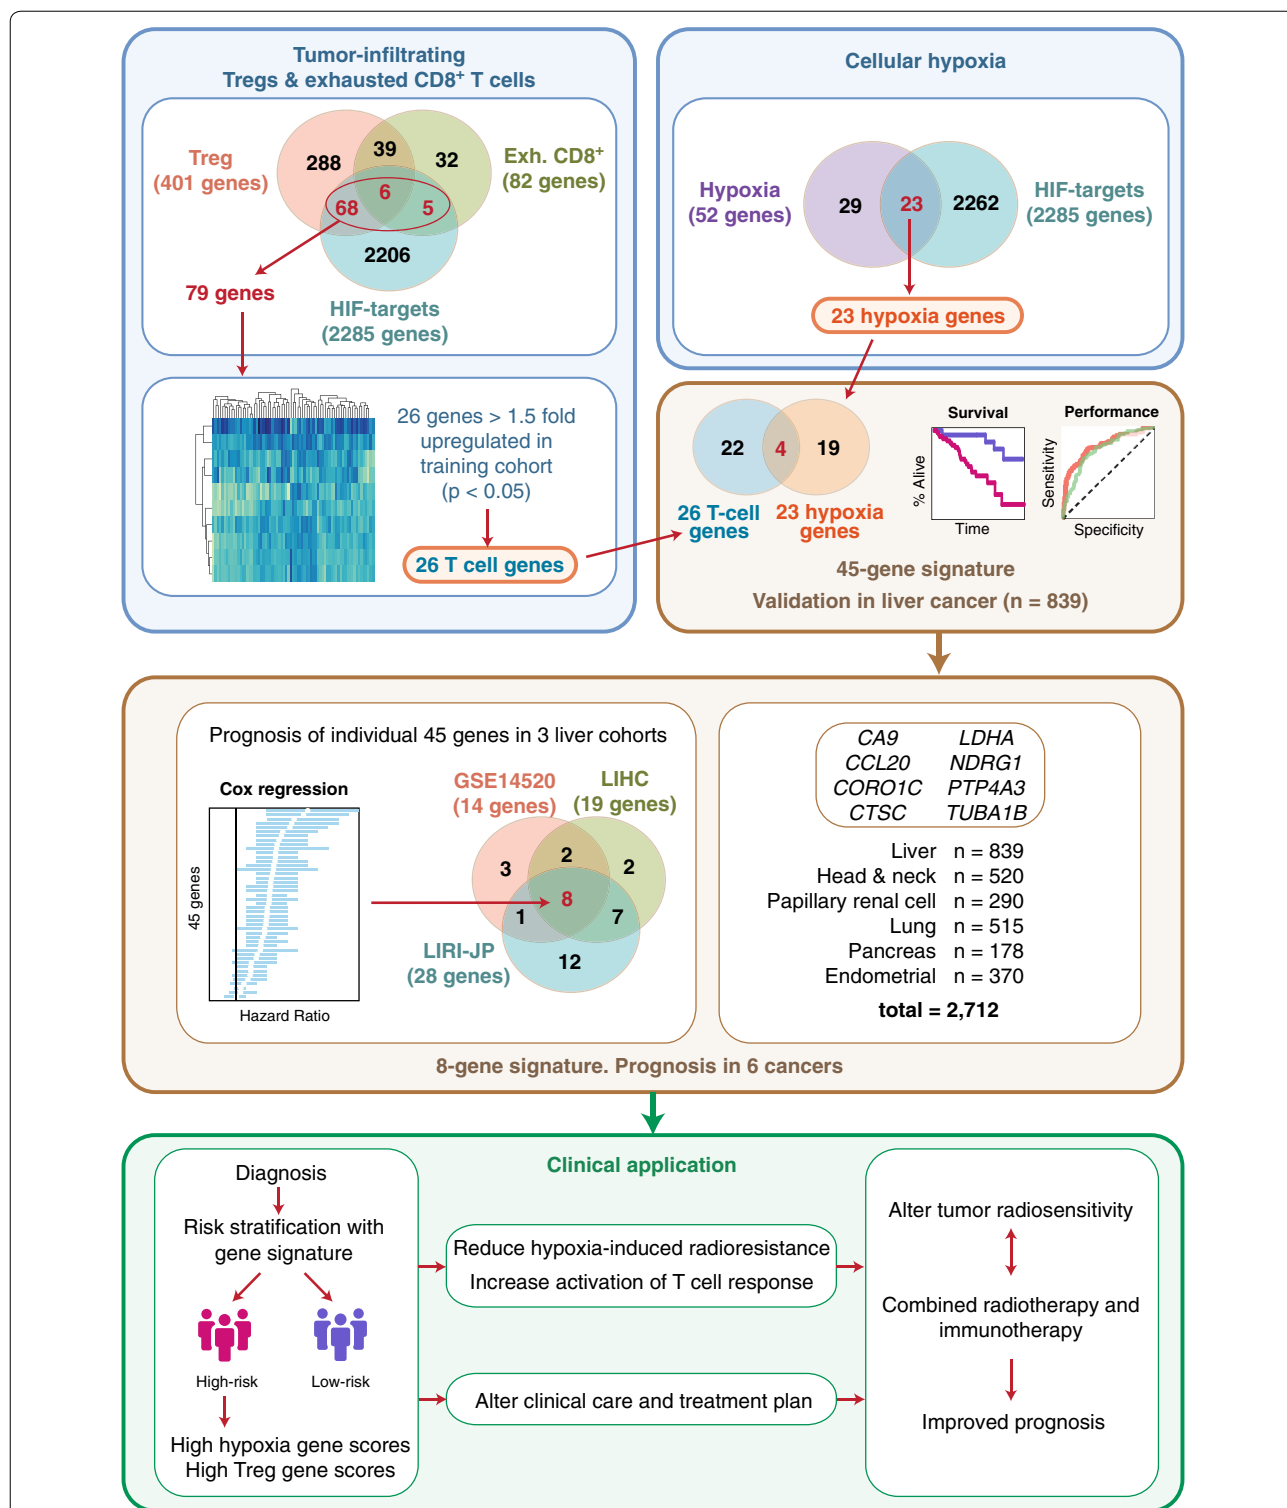 Tumor-infiltrating
Tregs & exhausted CD8⁺ T cells
Treg
(401 genes)
288
39
32
Exh. CD8⁺
(82 genes)
6
68
5
2206
79 genes
HIF-targets
(2285 genes)
26 genes > 1.5 fold
upregulated in
training cohort
(p < 0.05)
26 T cell genes
Cellular hypoxia
Hypoxia
(52 genes)
29
23
2262
HIF-targets
(2285 genes)
23 hypoxia genes
22
4
19
26 T-cell
genes
23 hypoxia
genes
Survival
% Alive
Time
Performance
Sensitivity
Specificity
45-gene signature
Validation in liver cancer (n = 839)
Prognosis of individual 45 genes in 3 liver cohorts
Cox regression
45 genes
Hazard Ratio
GSE14520
(14 genes)
LIHC
(19 genes)
3
2
2
8
1
7
LIRI-JP
(28 genes)
12
CA9 LDHA
CCL20 NDRG1
CORO1C PTP4A3
CTSC TUBA1B
Liver n = 839
Head & neck n = 520
Papillary renal cell n = 290
Lung n = 515
Pancreas n = 178
Endometrial n = 370
total = 2,712
8-gene signature. Prognosis in 6 cancers
Clinical application
Diagnosis
Risk stratification with
gene signature
High-risk
Low-risk
High hypoxia gene scores
High Treg gene scores
Reduce hypoxia-induced radioresistance
Increase activation of T cell response
Alter clinical care and treatment plan
Alter tumor radiosensitivity
Combined radiotherapy and
immunotherapy
Improved prognosis